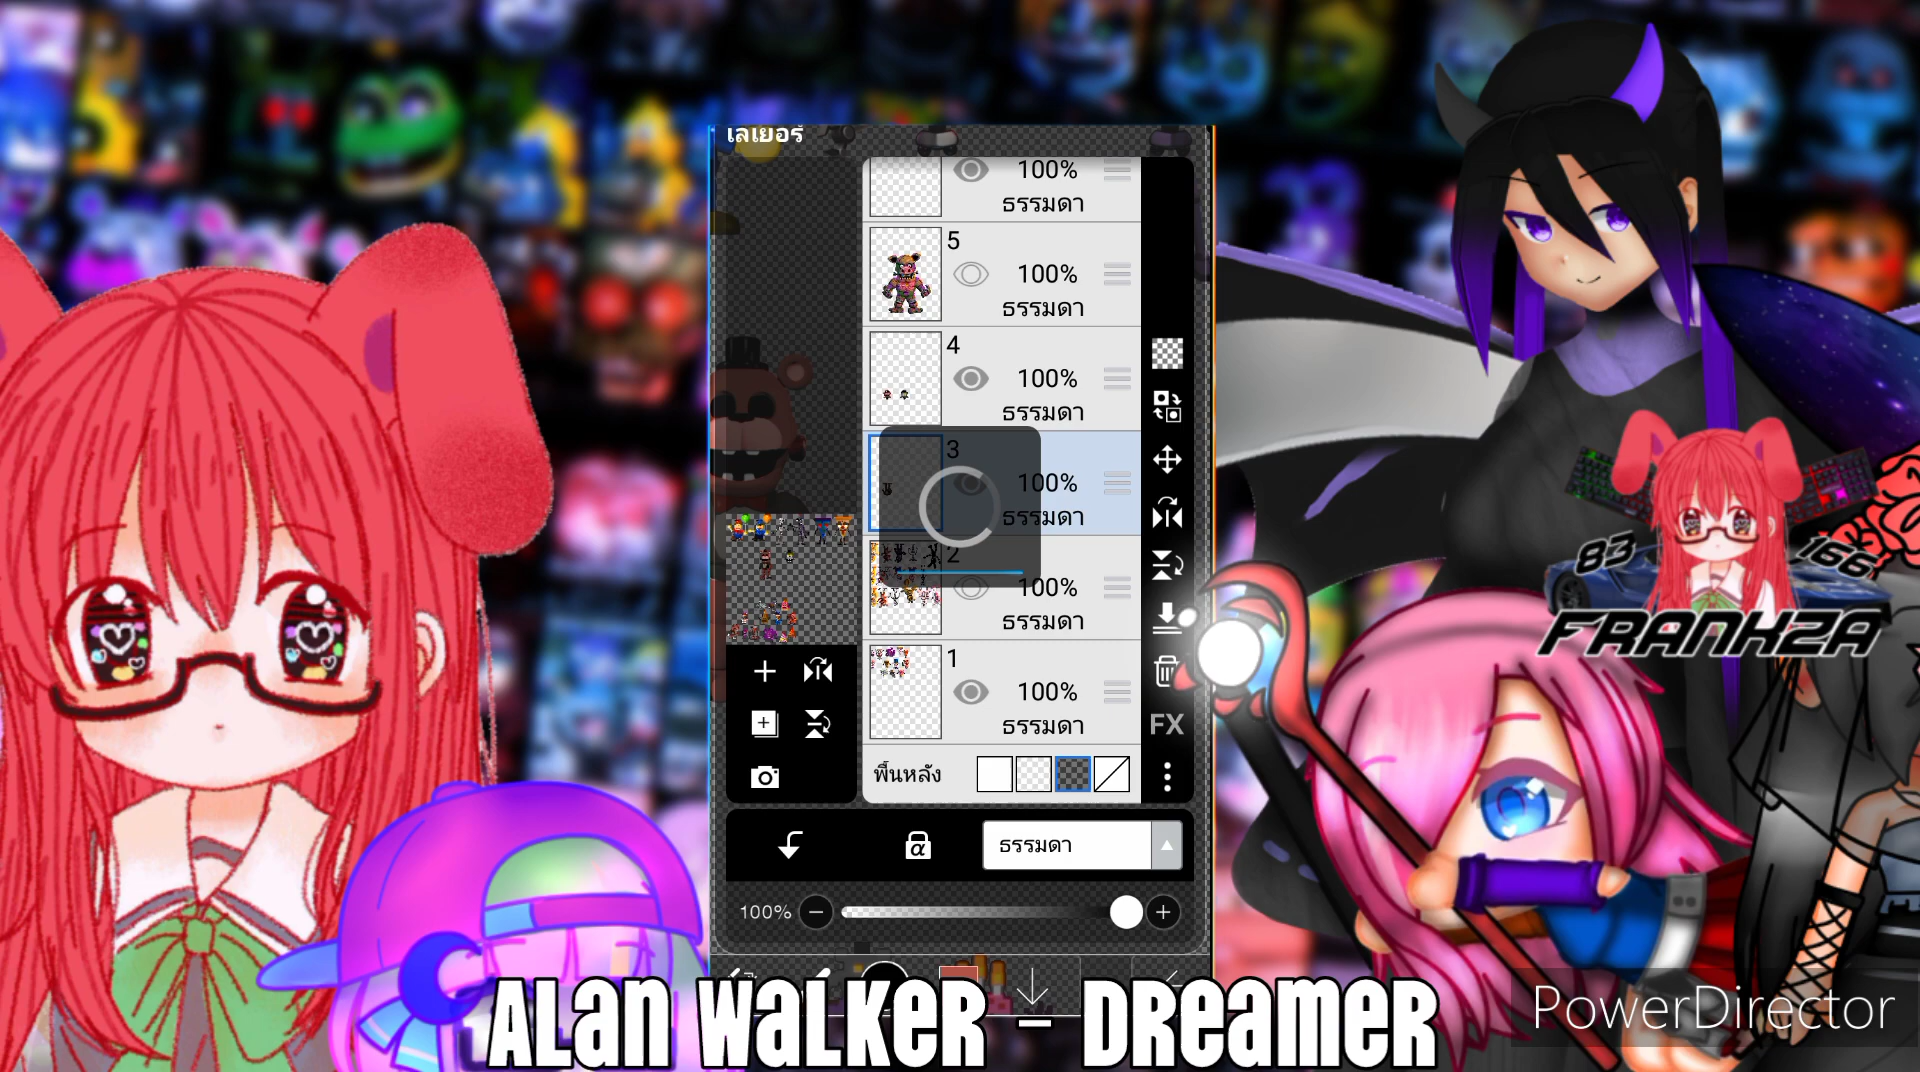 เลเยอร์
100%
ธรรมดา
5
100%
ธรรมดา
4
100%
ธรรมดา
3
100%
ธรรมดา
2
100%
ธรรมดา
1
100%
ธรรมดา
FX
พื้นหลัง
α
ธรรมดา
100%
83
166
FRANKZA
ALan WaLKeR - DReameR
PowerDirector